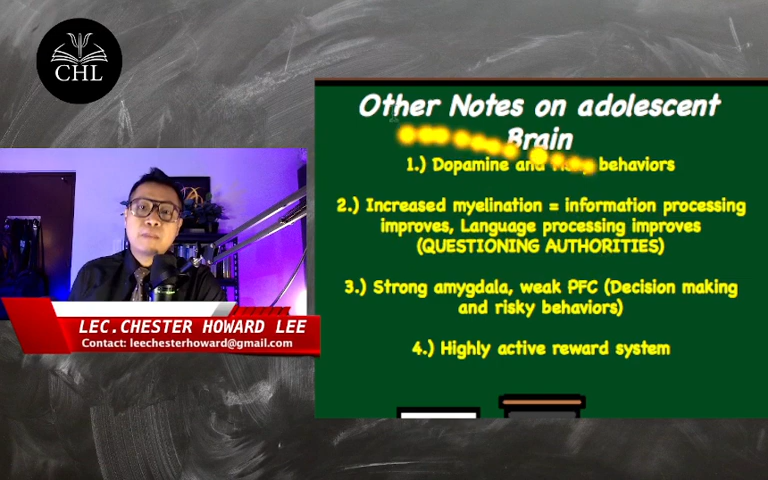 CHL
Other Notes on adolescent
Brain
1.) Dopamine and risky behaviors
2.) Increased myelination = information processing
improves, Language processing improves
(QUESTIONING AUTHORITIES)
3.) Strong amygdala, weak PFC (Decision making
and risky behaviors)
4.) Highly active reward system
LEC.CHESTER HOWARD LEE
Contact: leechesterhoward@gmail.com